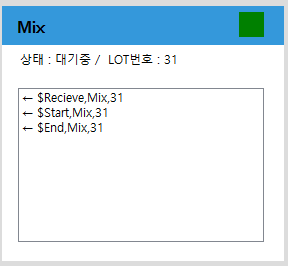 Mix
상태 : 대기중 / LOT번호 : 31
← $Recieve,Mix,31
← $Start,Mix,31
← $End,Mix,31